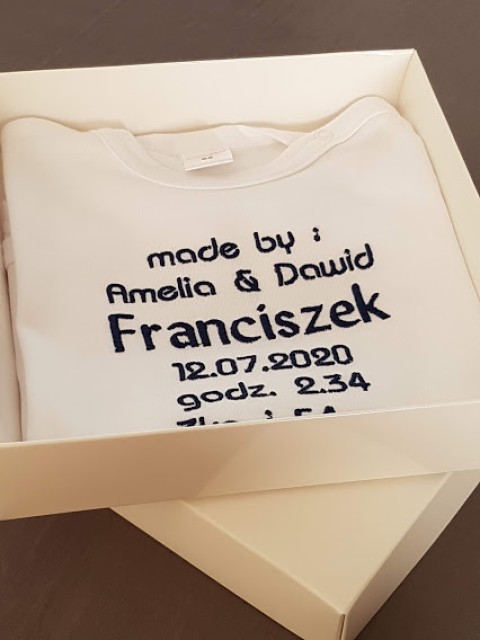 made by :
Amelia & Dawid
Franciszek
12.07.2020
godz. 2.34